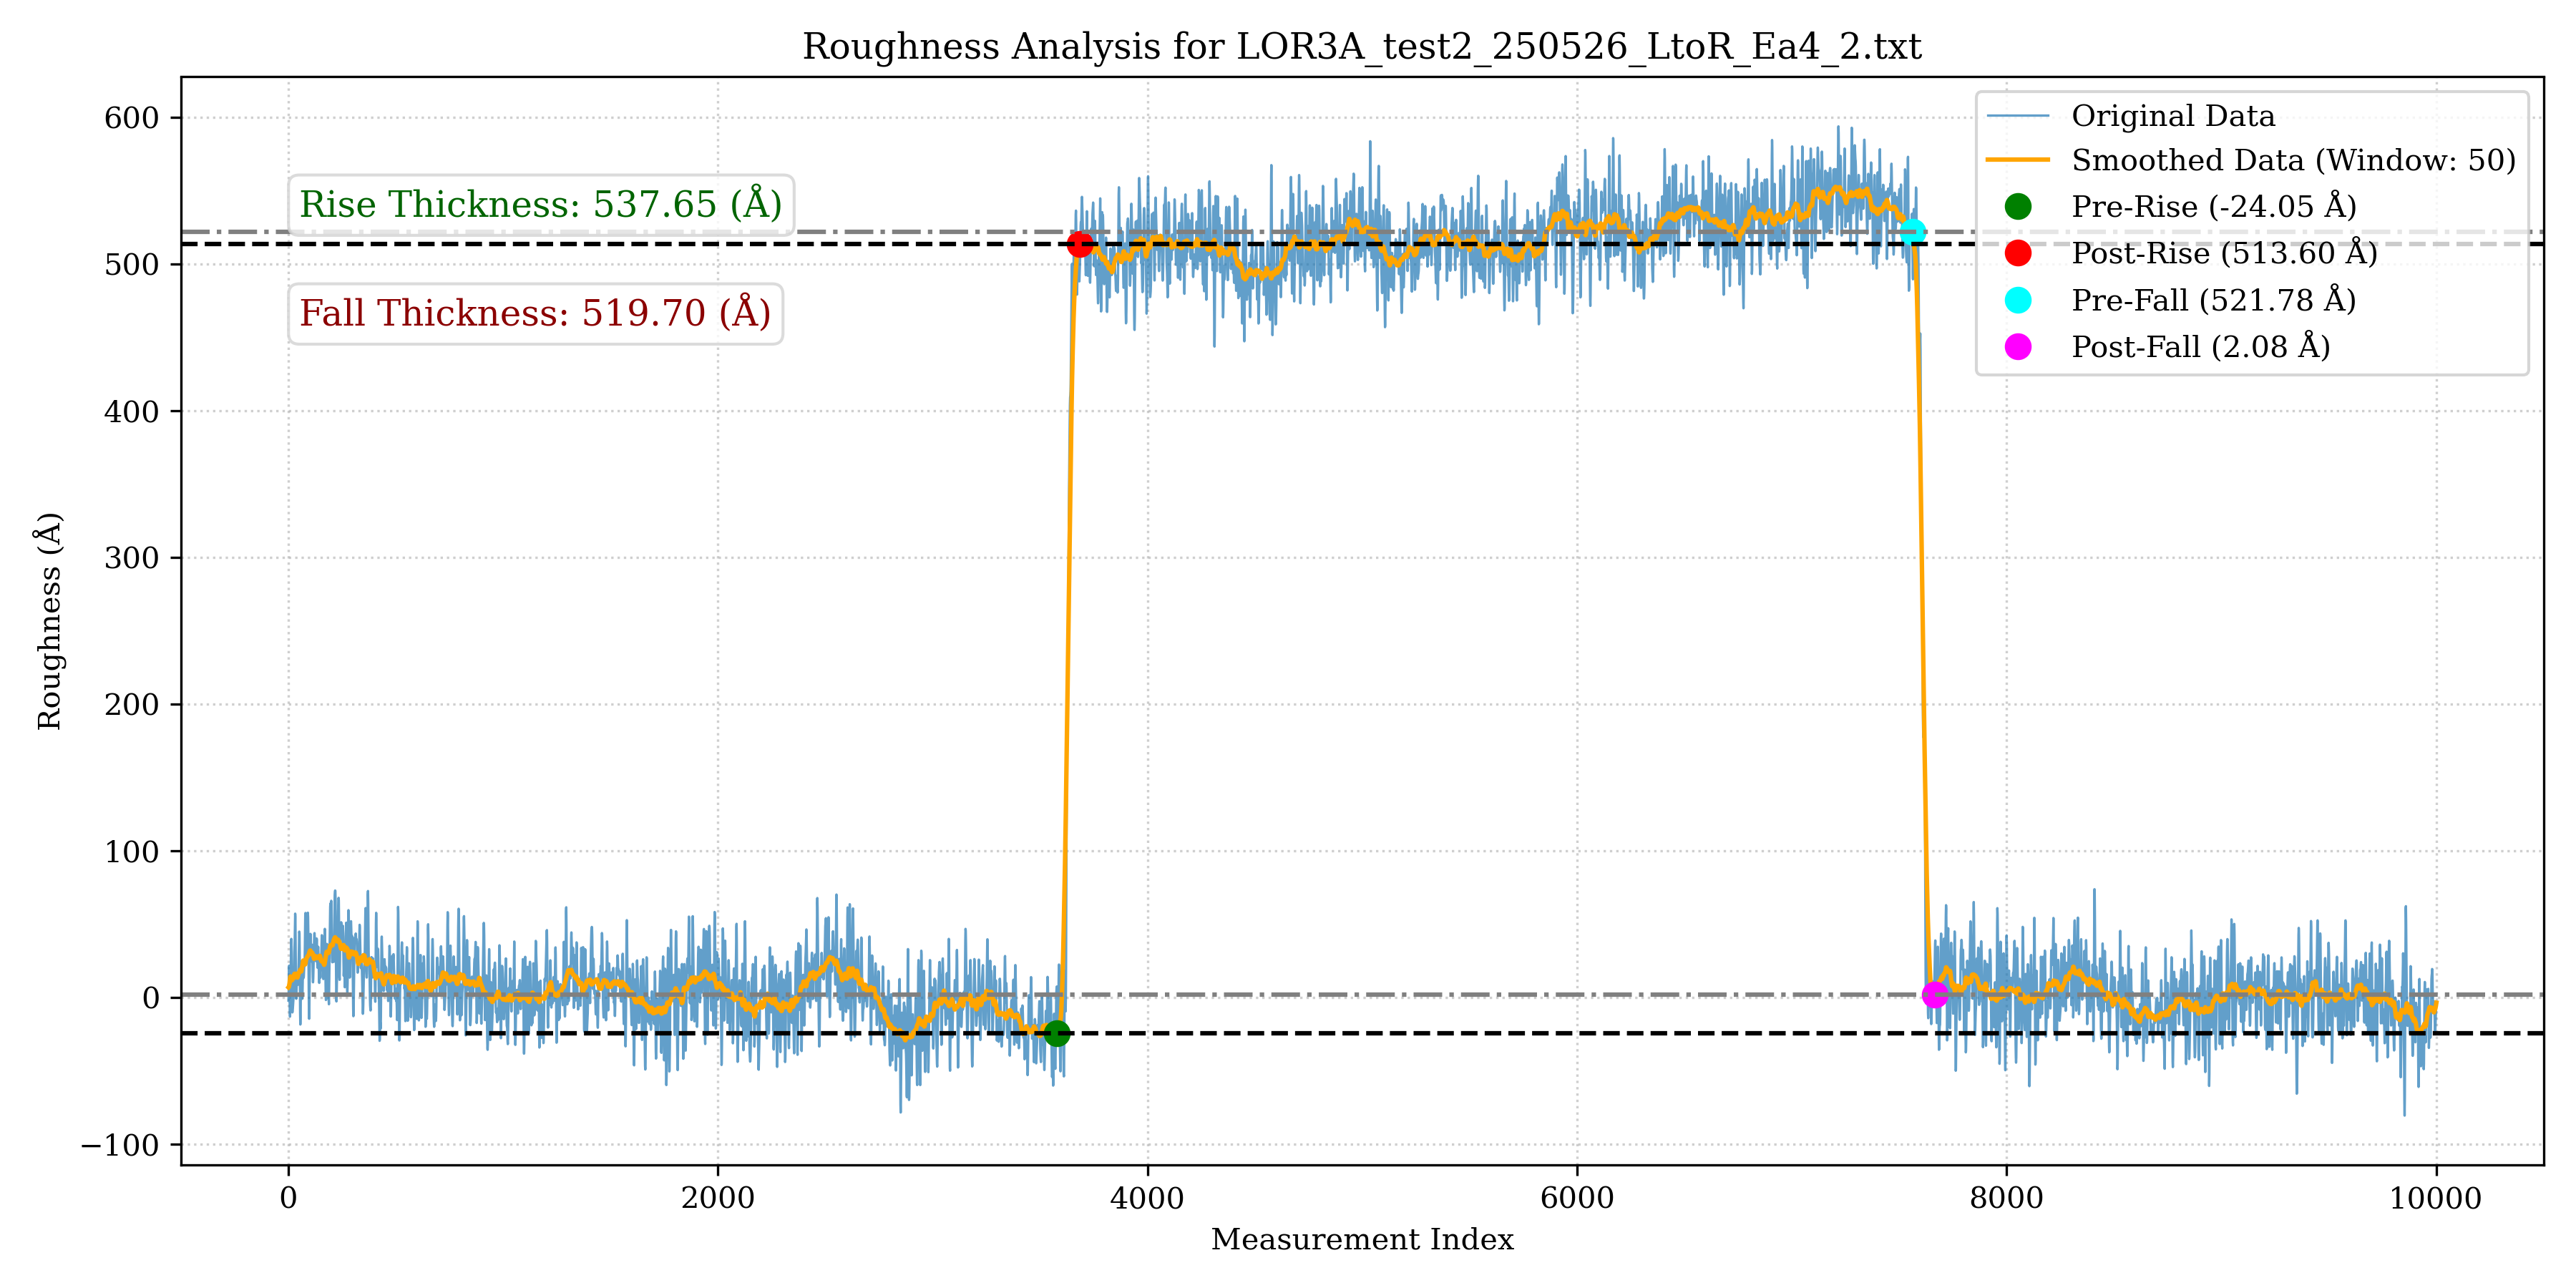 Roughness Analysis for LOR3A_test2_250526_LtoR_Ea4_2.txt
Roughness (Å)
600
500
400
300
200
100
0
−100
Rise Thickness: 537.65 (Å)
Fall Thickness: 519.70 (Å)
Original Data
Smoothed Data (Window: 50)
Pre-Rise (-24.05 Å)
Post-Rise (513.60 Å)
Pre-Fall (521.78 Å)
Post-Fall (2.08 Å)
0 2000 4000 6000 8000 10000
Measurement Index